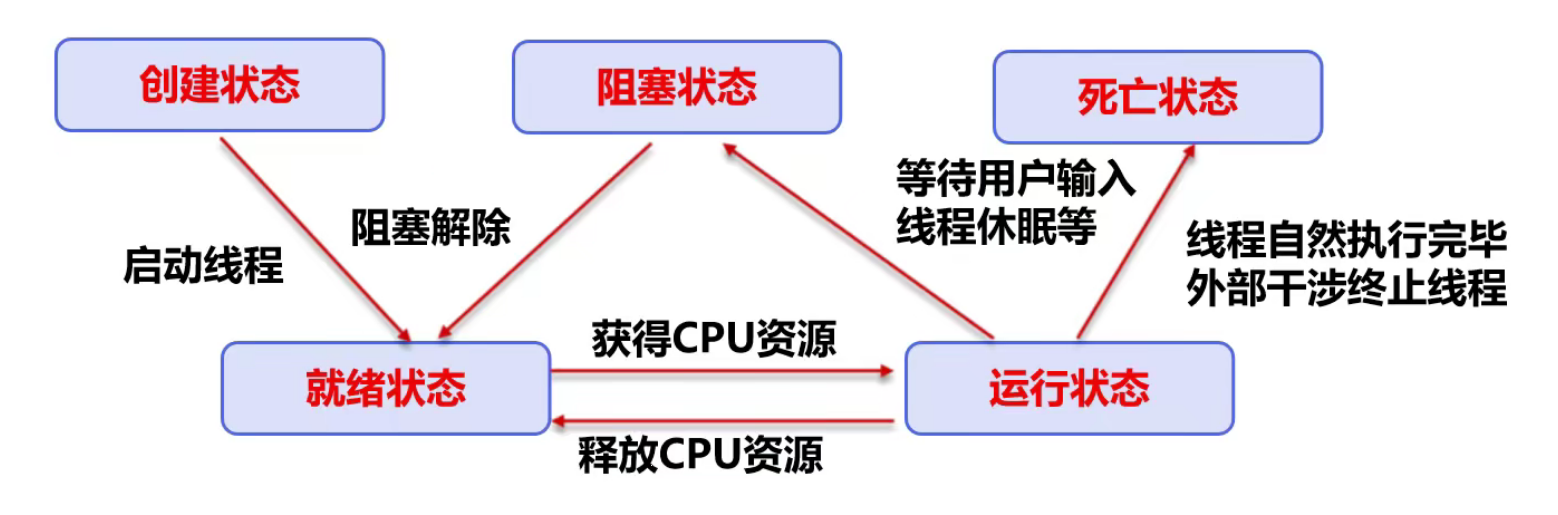 创建状态
阻塞状态
死亡状态
等待用户输入
线程休眠等
阻塞解除
启动线程
线程自然执行完毕
外部干涉终止线程
获得CPU资源
就绪状态
运行状态
释放CPU资源